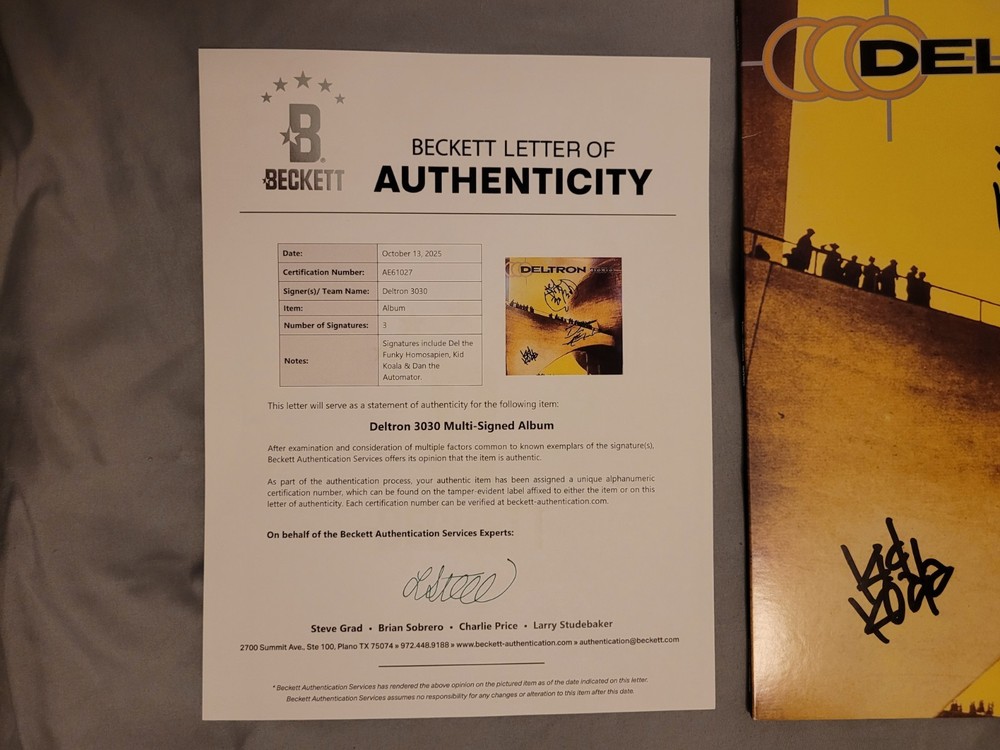 BECKETT
BECKETT LETTER OF
AUTHENTICITY
Date: October 13, 2025
Certification Number: AE61027
Signer(s)/ Team Name: Deltron 3030
Item: Album
Number of Signatures: 3
Notes: Signatures include Del the
Funky Homosapien, Kid
Koala & Dan the
Automator.
DELTRON
This letter will serve as a statement of authenticity for the following item:
Deltron 3030 Multi-Signed Album
After examination and consideration of multiple factors common to known exemplars of the signature(s),
Beckett Authentication Services offers its opinion that the item is authentic.
As part of the authentication process, your authentic item has been assigned a unique alphanumeric
certification number, which can be found on the tamper-evident label affixed to either the item or on this
letter of authenticity. Each certification number can be verified at beckett-authentication.com.
On behalf of the Beckett Authentication Services Experts:
Steve Grad • Brian Sobrero • Charlie Price • Larry Studebaker
2700 Summit Ave., Ste 100, Plano TX 75074 » 972.448.9188 » www.beckett-authentication.com » authentication@beckett.com
* Beckett Authentication Services has rendered the above opinion on the pictured item as of the date indicated on this letter.
Beckett Authentication Services assumes no responsibility for any changes or alteration to this item after this date.
DEL
Kid
Koala